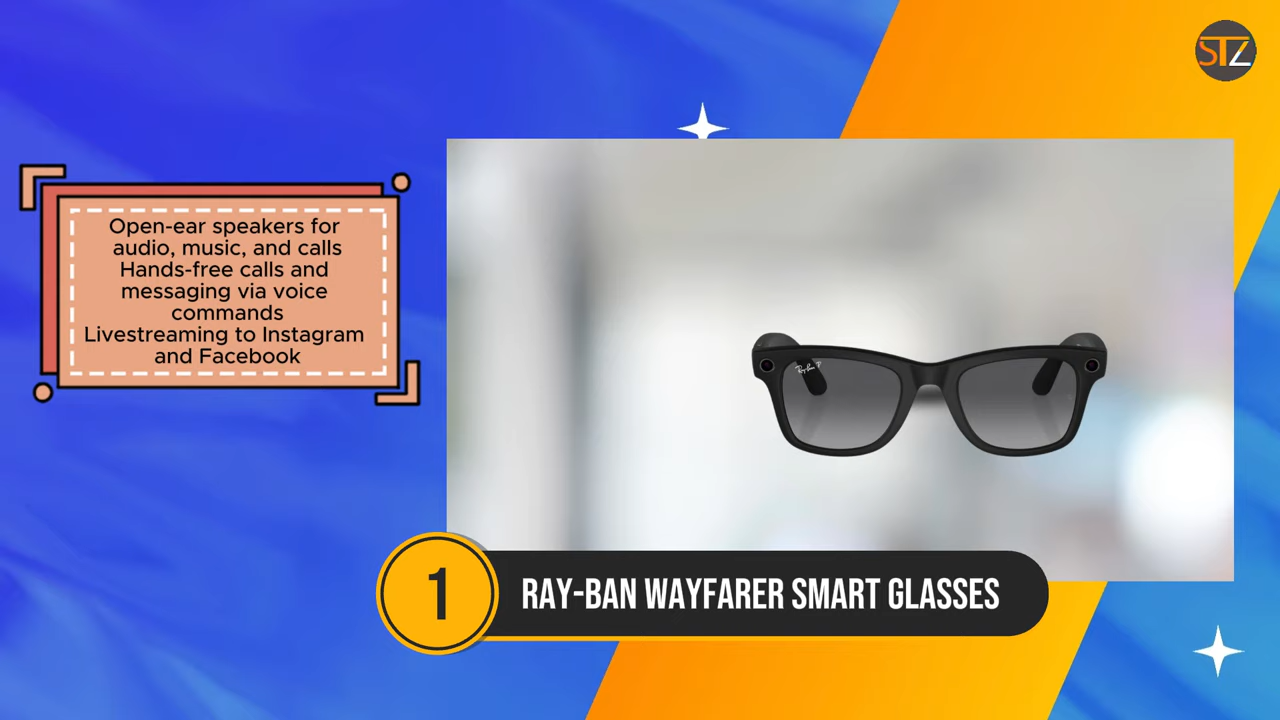 STZ
Open-ear speakers for
audio, music, and calls
Hands-free calls and
messaging via voice
commands
Livestreaming to Instagram
and Facebook
Ray-Ban P
1
RAY-BAN WAYFARER SMART GLASSES